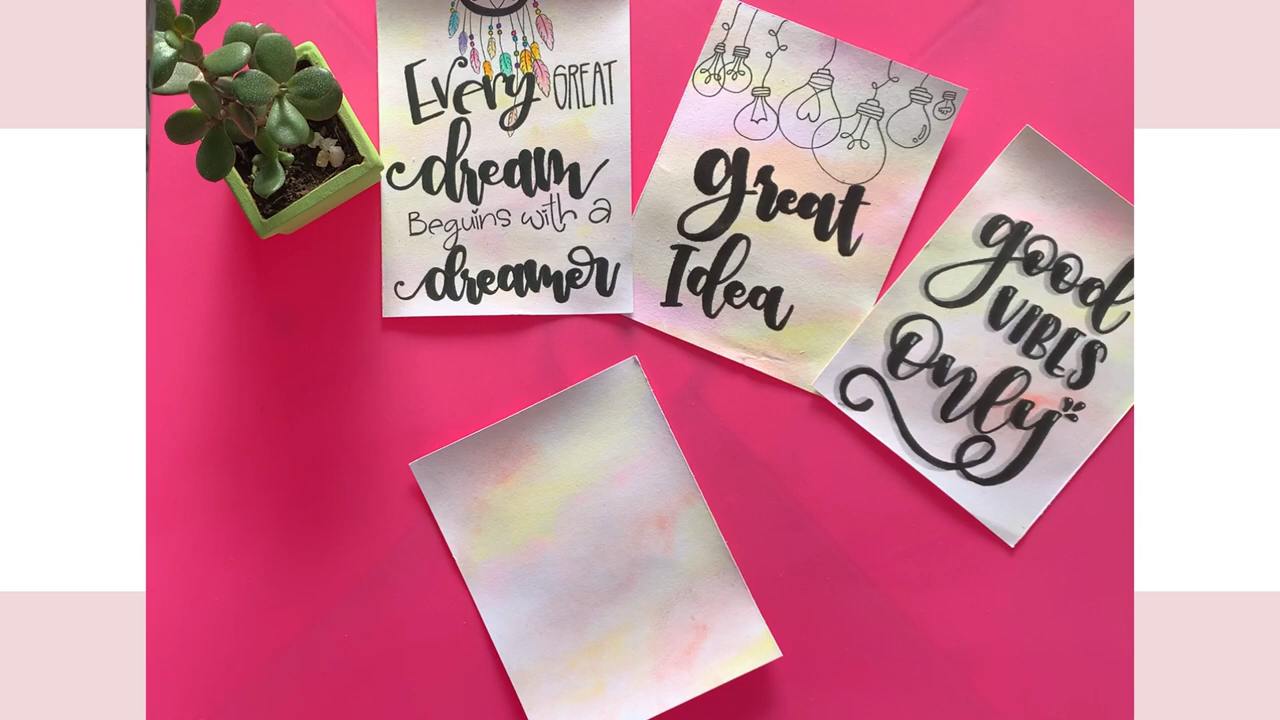 Every GREAT
dream
Beguins with a
dreamer
great
Idea
good
VIBES
Only